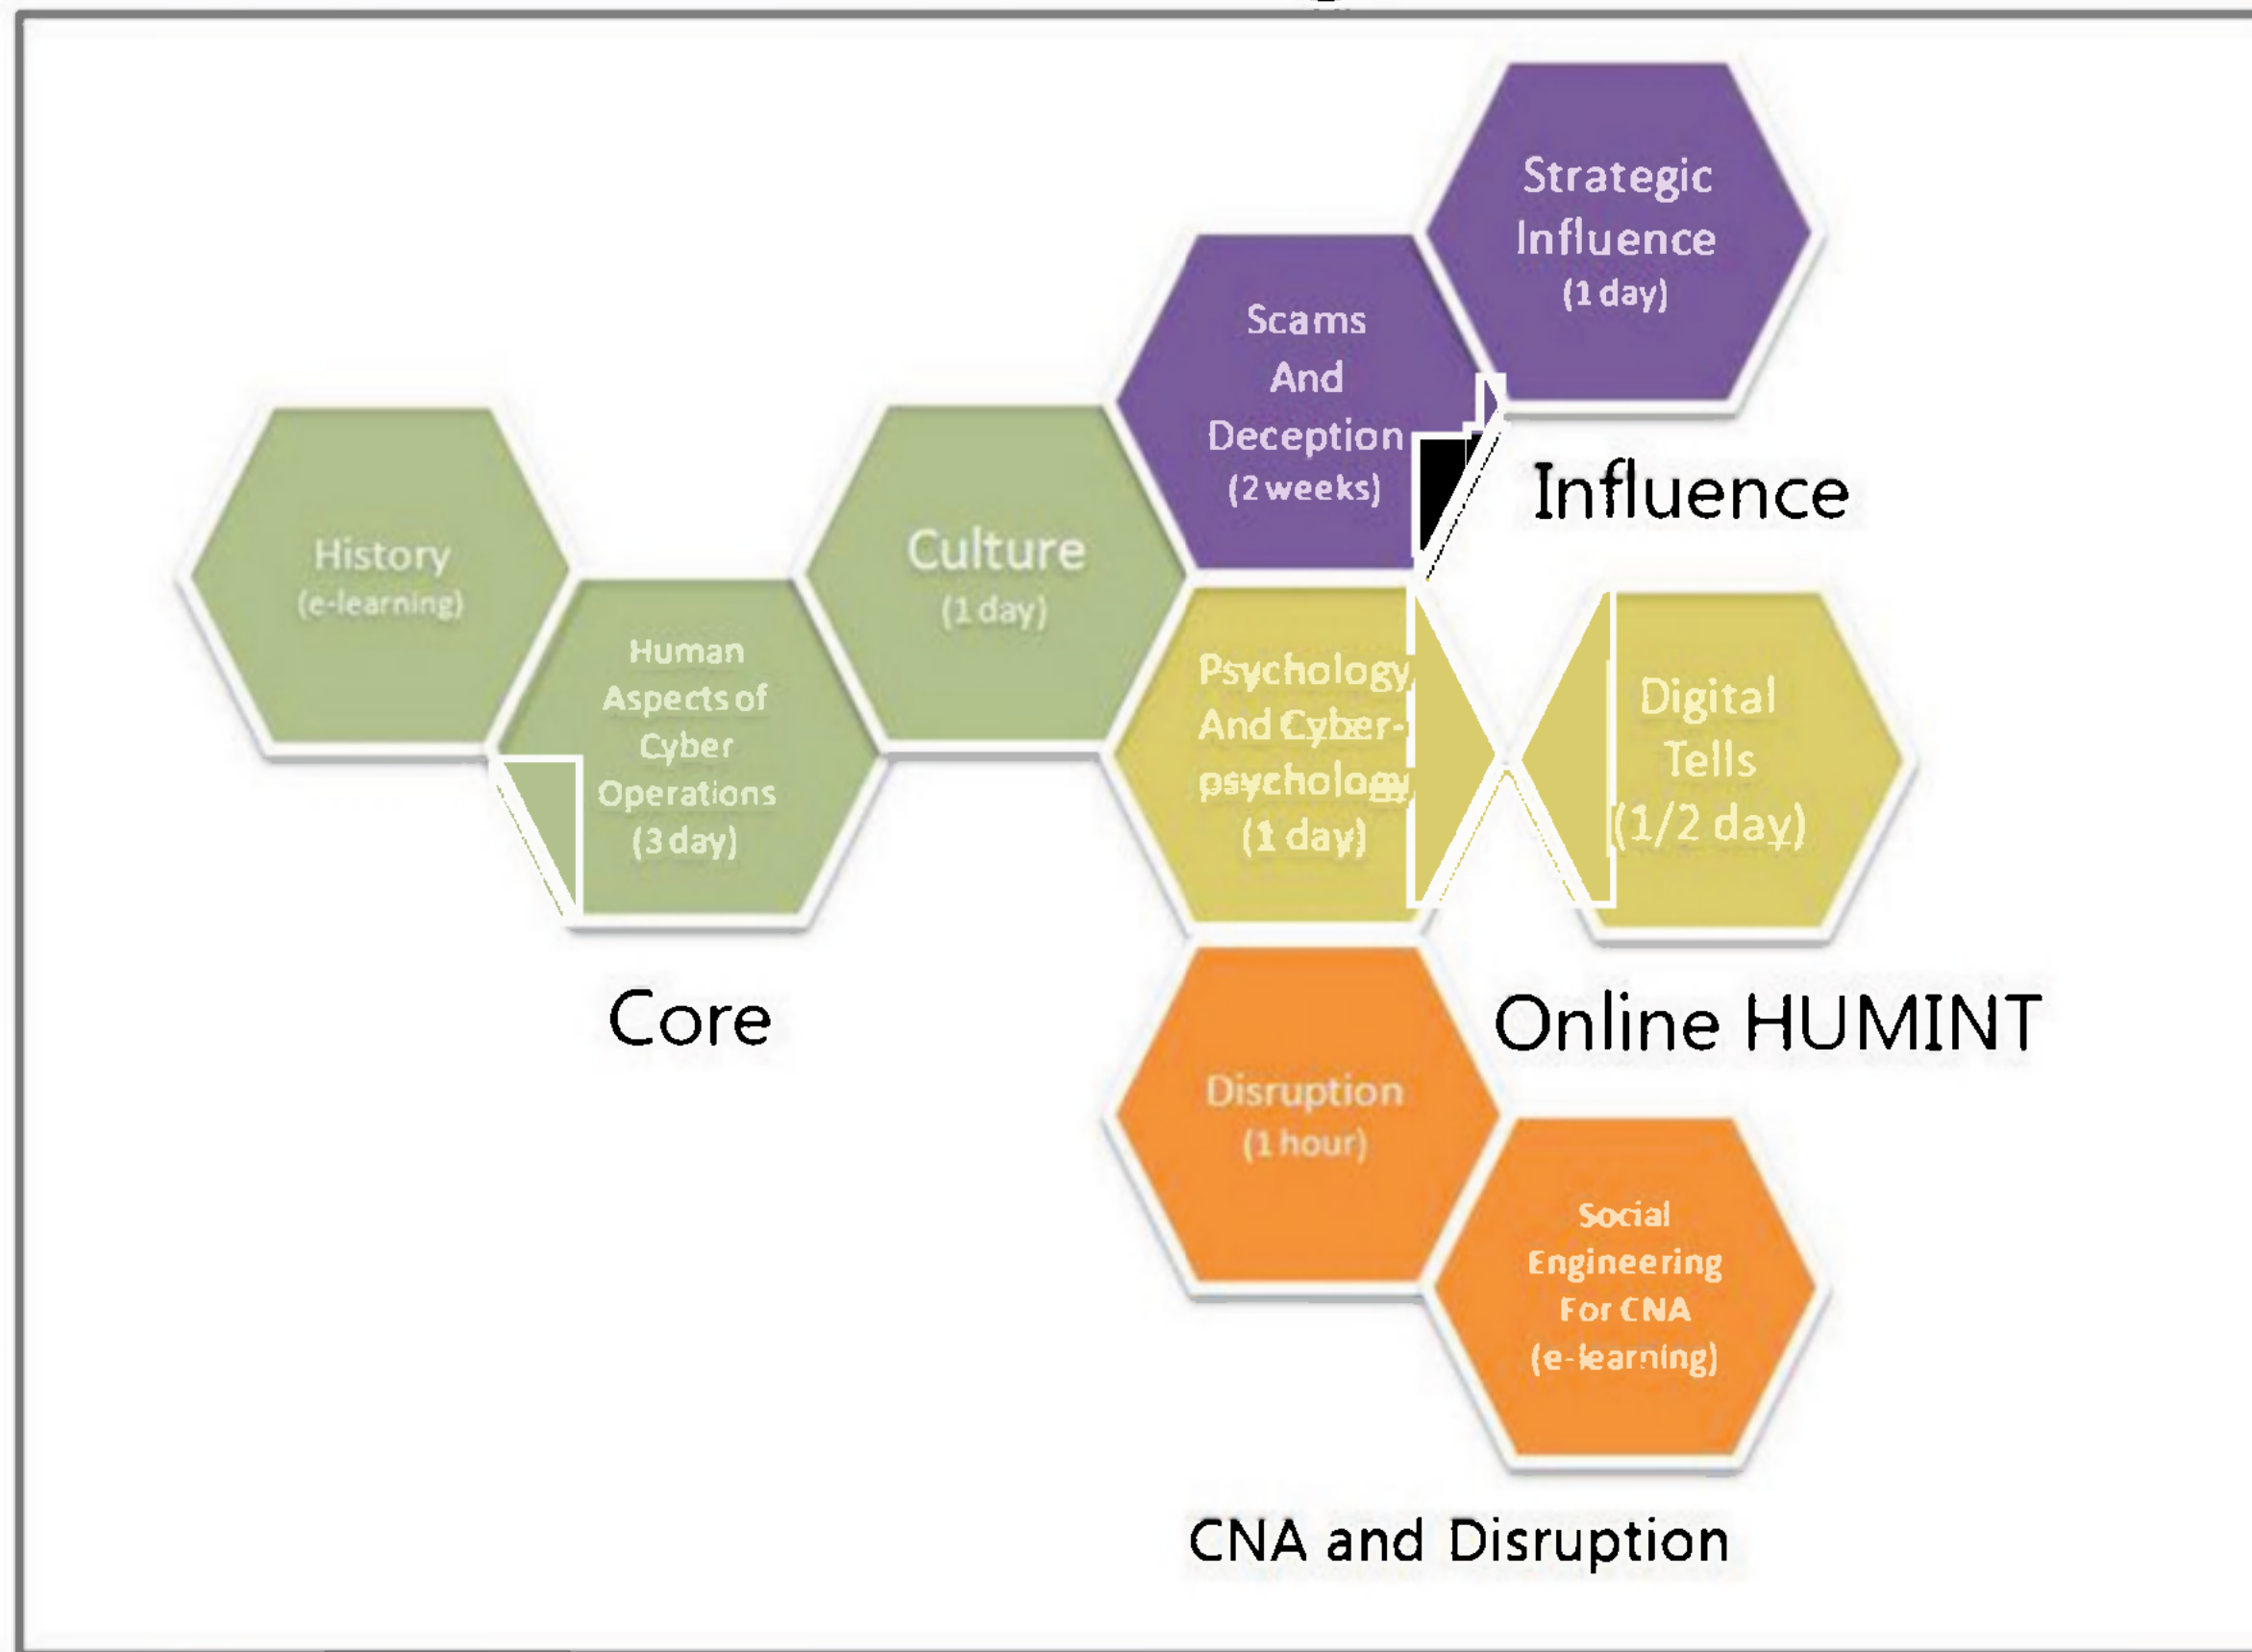 Strategic
Influence
(1 day)
Scams
And
Deception
(2 weeks)
Influence
History
(e-learning)
Human
Aspects of
Cyber
Operations
(3 day)
Culture
(1 day)
Psychology
And Cyber-
psychology
(1 day)
Digital
Tells
(1/2 day)
Core
Online HUMINT
Disruption
(1 hour)
Social
Engineering
For CNA
(e-learning)
CNA and Disruption